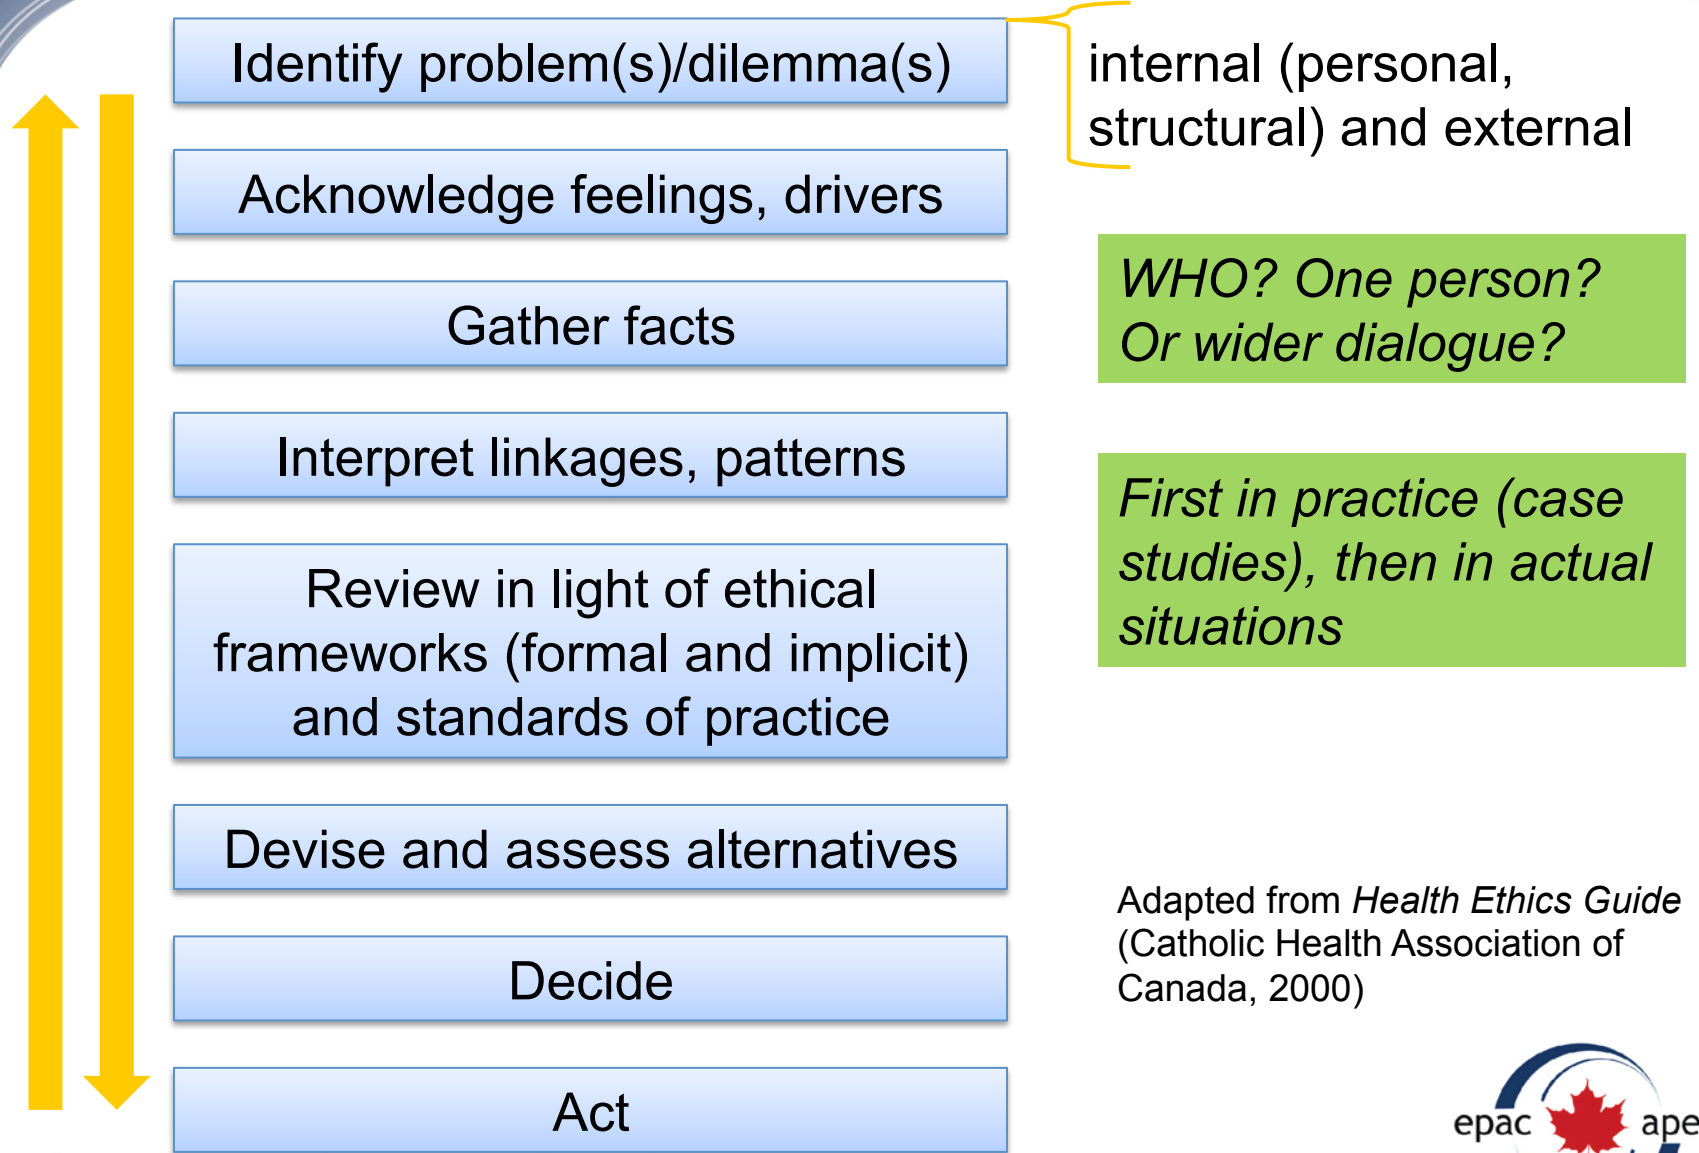 Identify problem(s)/dilemma(s)
internal (personal,
structural) and external
Acknowledge feelings, drivers
Gather facts
WHO? One person?
Or wider dialogue?
Interpret linkages, patterns
First in practice (case
studies), then in actual
situations
Review in light of ethical
frameworks (formal and implicit)
and standards of practice
Devise and assess alternatives
Adapted from Health Ethics Guide
(Catholic Health Association of
Canada, 2000)
Decide
Act
epac ape